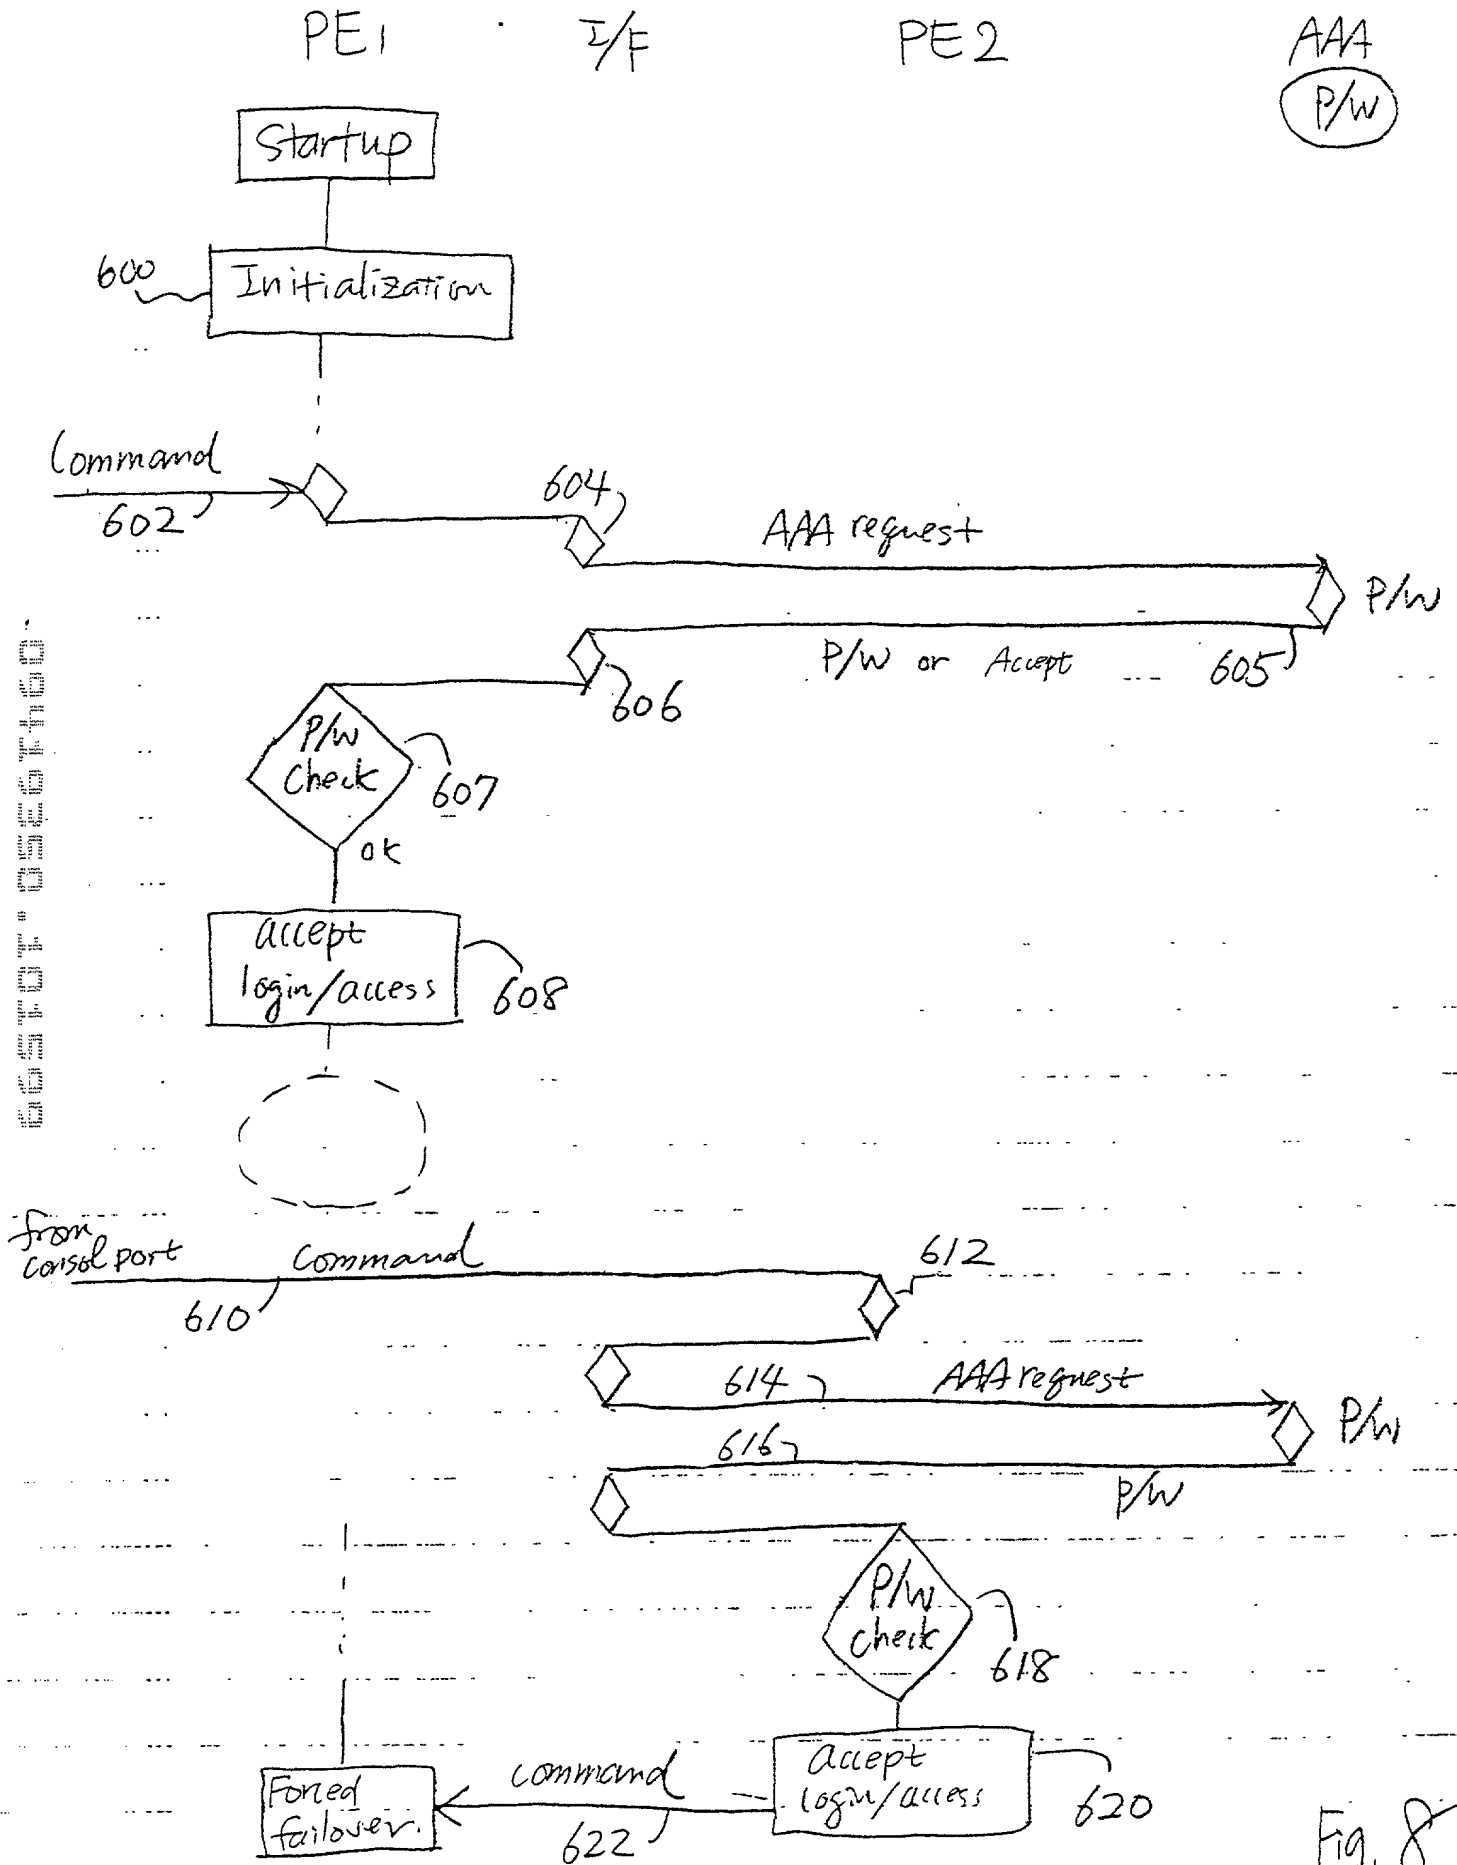 PE1 I/F PE2 AAA
P/W
Startup
600
Initialization
Command
602
604
AAA request
P/W
P/W or Accept
605
606
P/W
check
607
OK
accept
login/access
608
from
consol port
command
610
612
614
AAA request
P/W
616
P/W
P/W
check
618
accept
login/access
620
command
622
Forced
failover.
Fig. 8